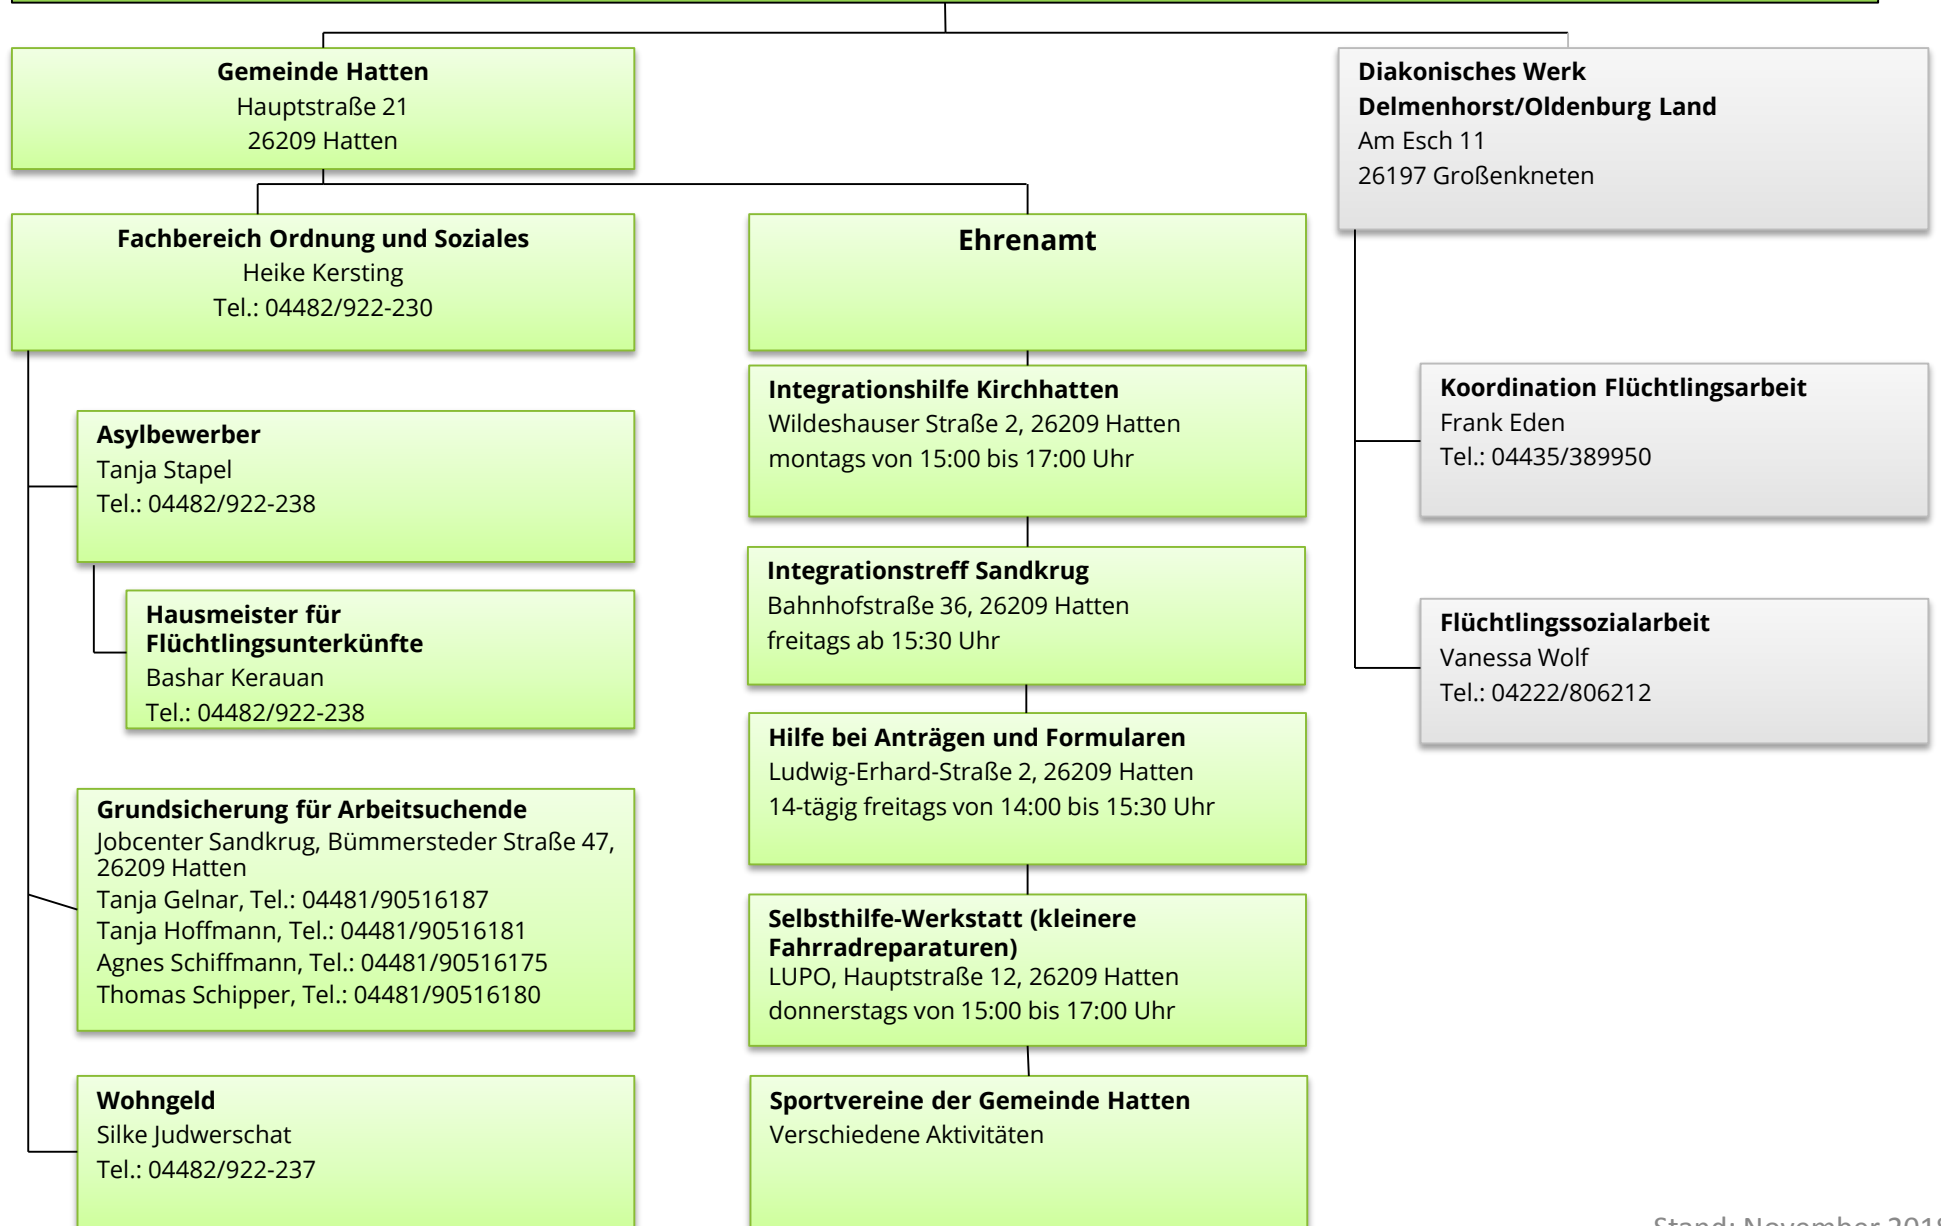 Gemeinde Hatten
Hauptstraße 21
26209 Hatten
Diakonisches Werk
Delmenhorst/Oldenburg Land
Am Esch 11
26197 Großenkneten
Fachbereich Ordnung und Soziales
Heike Kersting
Tel.: 04482/922-230
Asylbewerber
Tanja Stapel
Tel.: 04482/922-238
Hausmeister für
Flüchtlingsunterkünfte
Bashar Kerauan
Tel.: 04482/922-238
Grundsicherung für Arbeitsuchende
Jobcenter Sandkrug, Bümmersteder Straße 47,
26209 Hatten
Tanja Gelnar, Tel.: 04481/90516187
Tanja Hoffmann, Tel.: 04481/90516181
Agnes Schiffmann, Tel.: 04481/90516175
Thomas Schipper, Tel.: 04481/90516180
Wohngeld
Silke Judwerschat
Tel.: 04482/922-237
Ehrenamt
Integrationshilfe Kirchhatten
Wildeshauser Straße 2, 26209 Hatten
montags von 15:00 bis 17:00 Uhr
Integrationstreff Sandkrug
Bahnhofstraße 36, 26209 Hatten
freitags ab 15:30 Uhr
Hilfe bei Anträgen und Formularen
Ludwig-Erhard-Straße 2, 26209 Hatten
14-tägig freitags von 14:00 bis 15:30 Uhr
Selbsthilfe-Werkstatt (kleinere
Fahrradreparaturen)
LUPO, Hauptstraße 12, 26209 Hatten
donnerstags von 15:00 bis 17:00 Uhr
Sportvereine der Gemeinde Hatten
Verschiedene Aktivitäten
Koordination Flüchtlingsarbeit
Frank Eden
Tel.: 04435/389950
Flüchtlingssozialarbeit
Vanessa Wolf
Tel.: 04222/806212
Stand: November